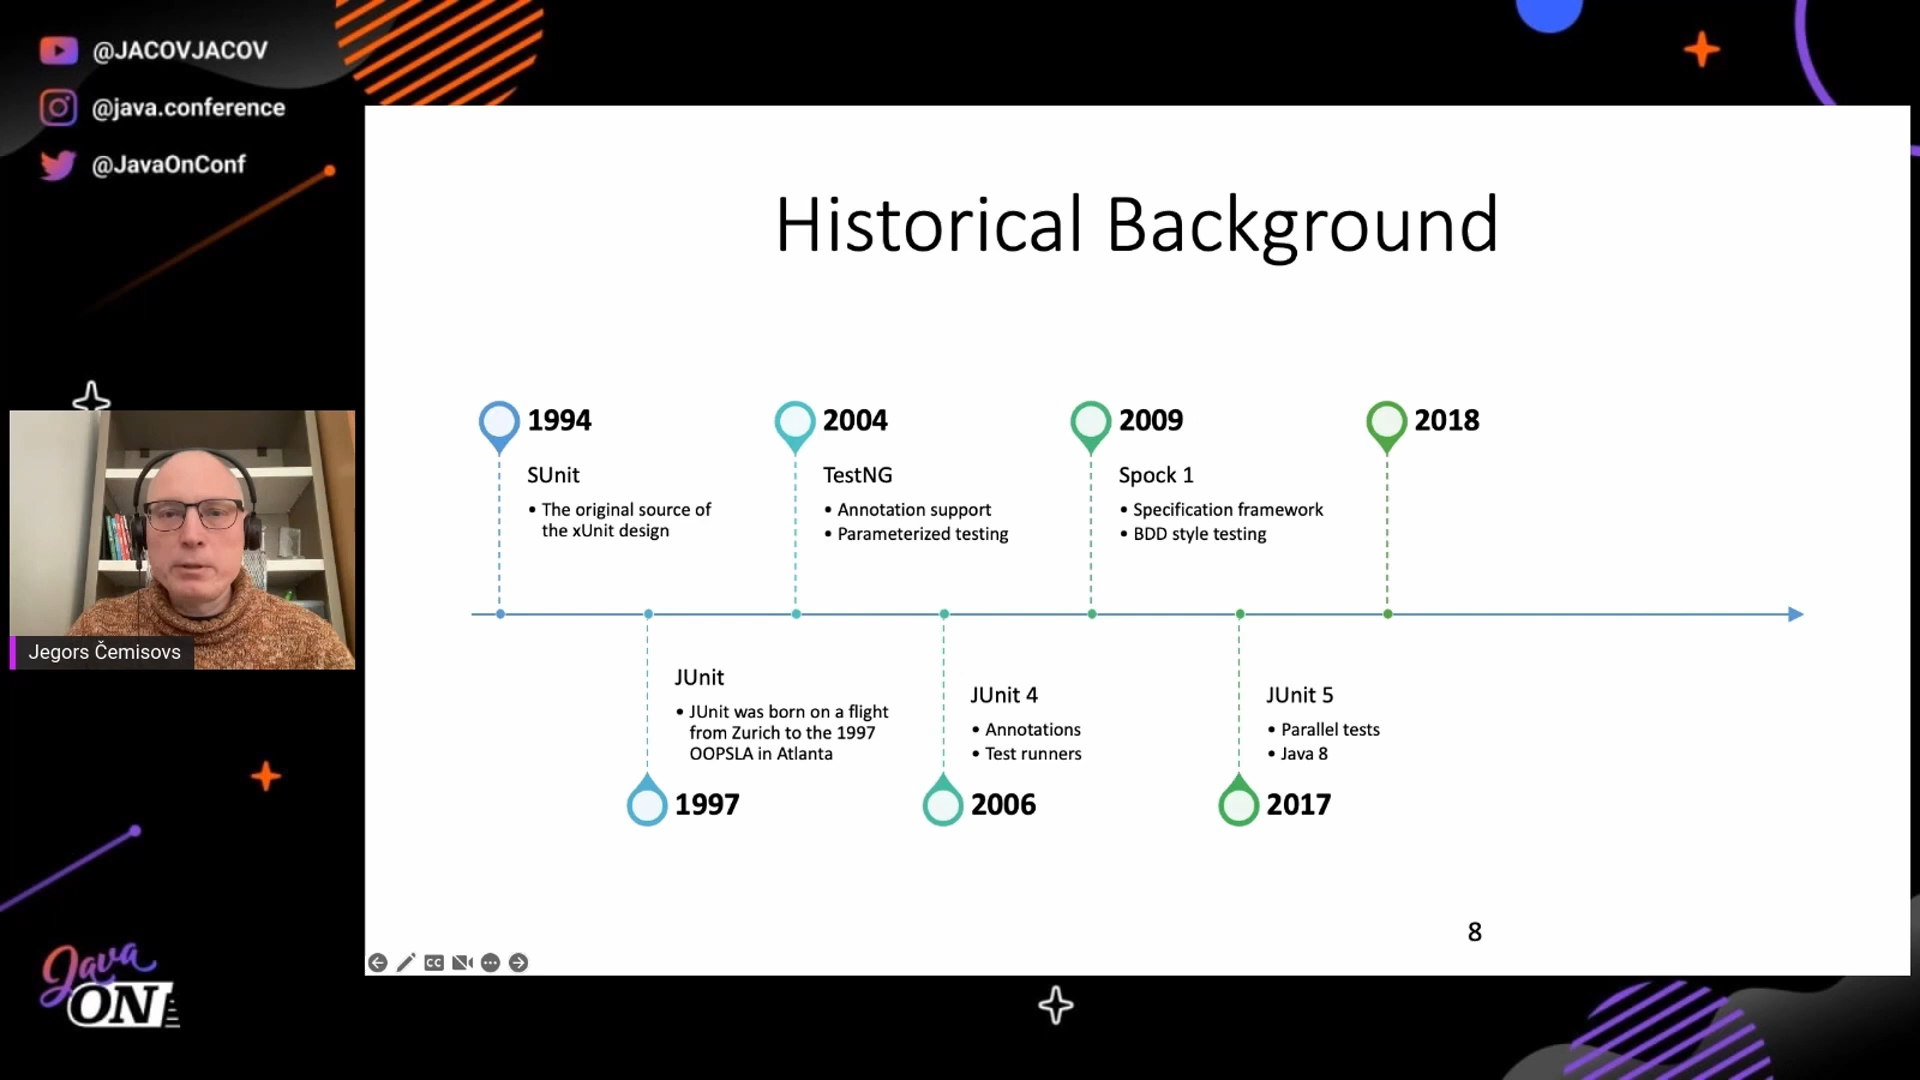 @JACOVJACOV
@java.conference
@JavaOnConf
Historical Background
1994
SUnit
• The original source of
the xUnit design
2004
TestNG
• Annotation support
• Parameterized testing
2009
Spock 1
• Specification framework
• BDD style testing
2018
JUnit
• JUnit was born on a flight
from Zurich to the 1997
OOPSLA in Atlanta
1997
JUnit 4
• Annotations
• Test runners
2006
JUnit 5
• Parallel tests
• Java 8
2017
Jegors Čemisovs
8
CC
Java
ON